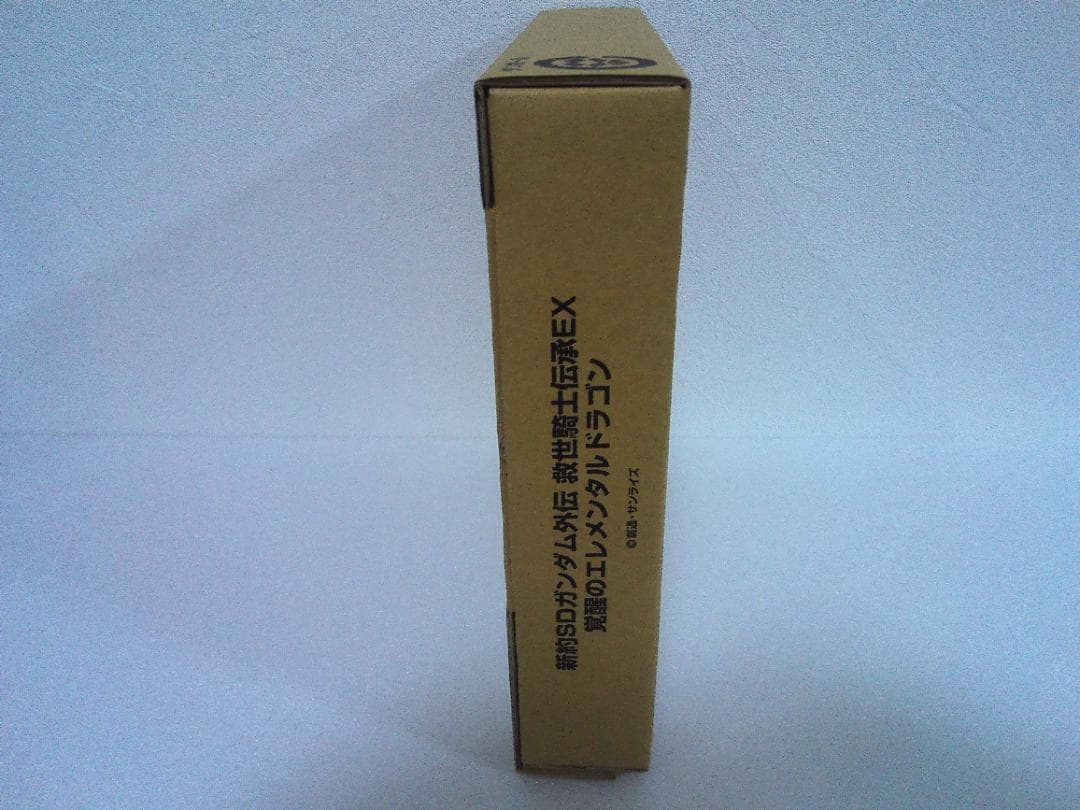 新約SDガンダム外伝 救世騎士伝承EX
覚醒のエレメンタルドラゴン
©創通・サンライズ